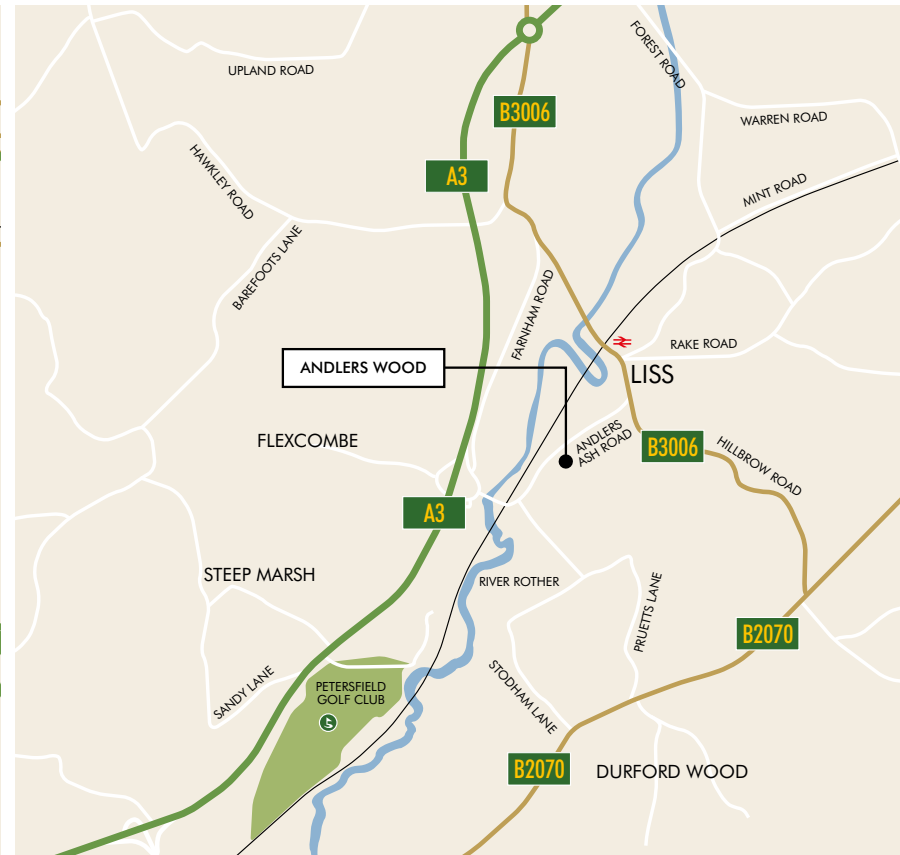 FOREST ROAD
UPLAND ROAD
B3006
WARREN ROAD
A3
HAWKLEY ROAD
MINT ROAD
BAREFOOTS LANE
FARNHAM ROAD
RAKE ROAD
ANDLERS WOOD
LISS
FLEXCOMBE
ANDLERS
ASH ROAD
B3006
HILLBROW ROAD
A3
STEEP MARSH
RIVER ROTHER
PRUETTS LANE
B2070
SANDY LANE
PETERSFIELD
GOLF CLUB
STODHAM LANE
B2070
DURFORD WOOD